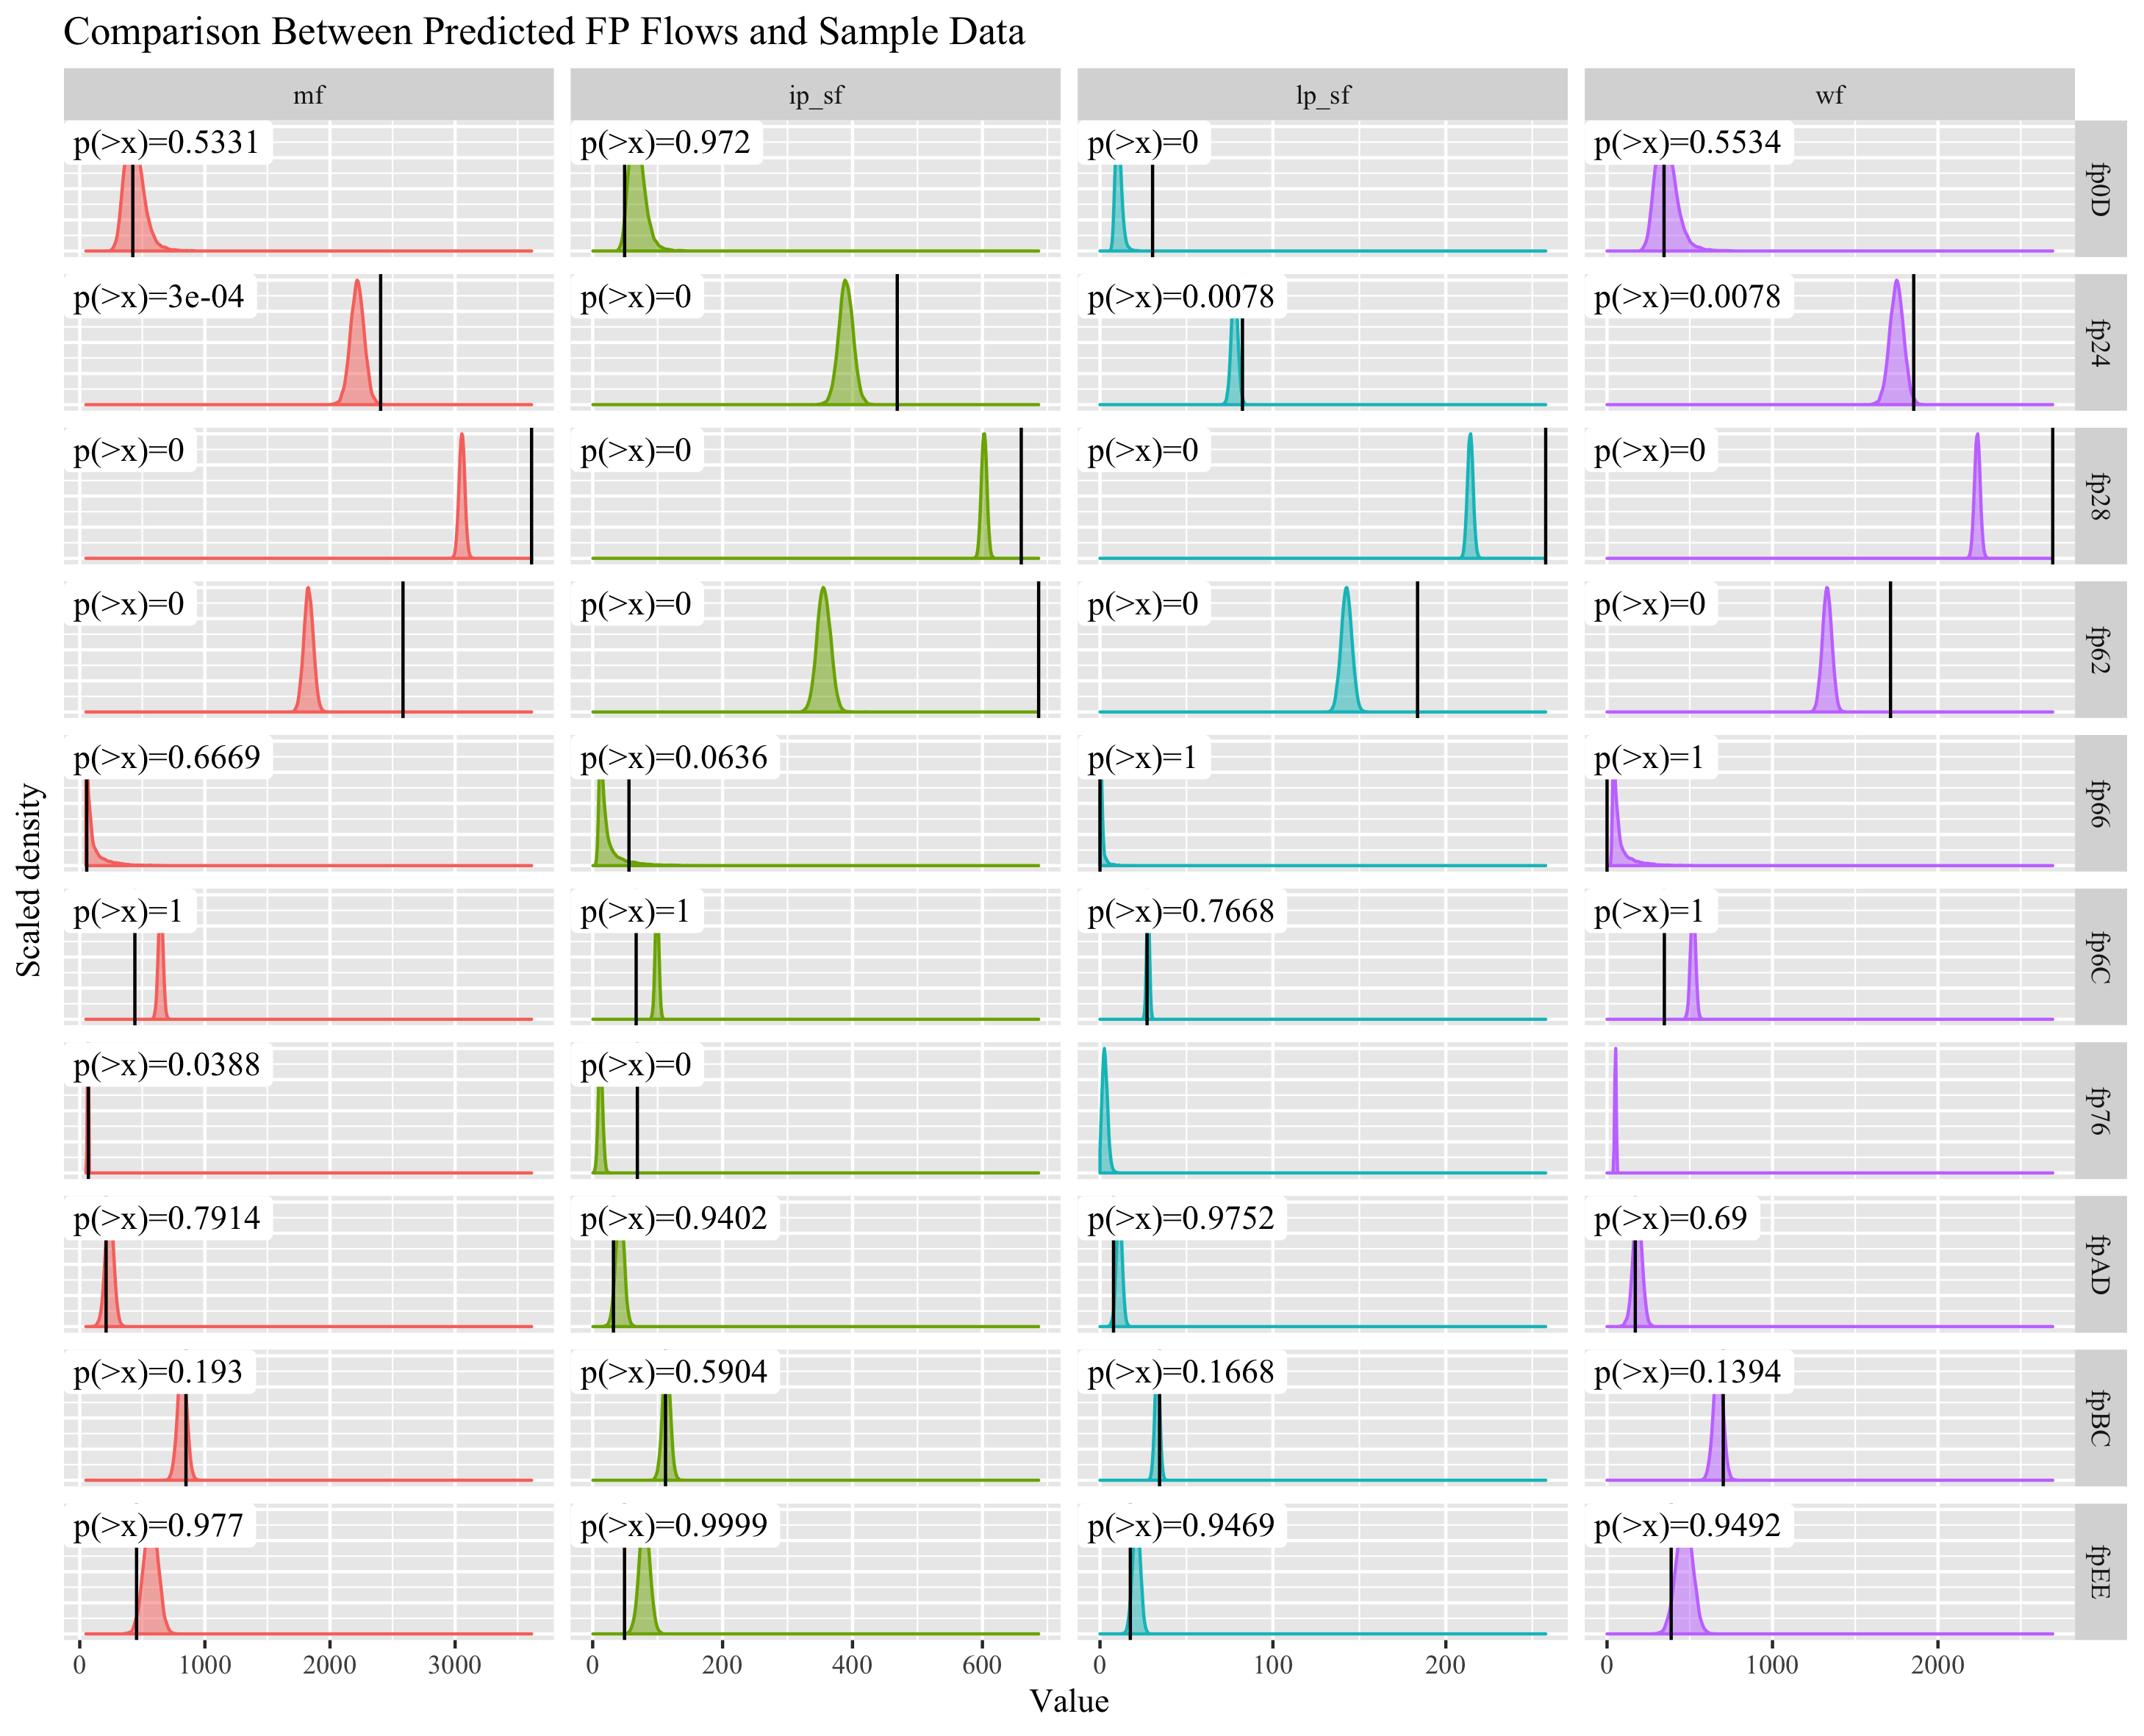 Comparison Between Predicted FP Flows and Sample Data
mf
ip_sf
lp_sf
wf
p(>x)=0.5331
p(>x)=0.972
p(>x)=0
p(>x)=0.5534
fp0D
p(>x)=3e-04
p(>x)=0
p(>x)=0.0078
p(>x)=0.0078
fp24
p(>x)=0
p(>x)=0
p(>x)=0
p(>x)=0
fp28
p(>x)=0
p(>x)=0
p(>x)=0
p(>x)=0
fp62
p(>x)=0.6669
p(>x)=0.0636
p(>x)=1
p(>x)=1
fp66
p(>x)=1
p(>x)=1
p(>x)=0.7668
p(>x)=1
fp6C
p(>x)=0.0388
p(>x)=0
fp76
p(>x)=0.7914
p(>x)=0.9402
p(>x)=0.9752
p(>x)=0.69
fpAD
p(>x)=0.193
p(>x)=0.5904
p(>x)=0.1668
p(>x)=0.1394
fpBC
p(>x)=0.977
p(>x)=0.9999
p(>x)=0.9469
p(>x)=0.9492
fpEE
Scaled density
0 1000 2000 3000
0 200 400 600
0 100 200
0 1000 2000
Value